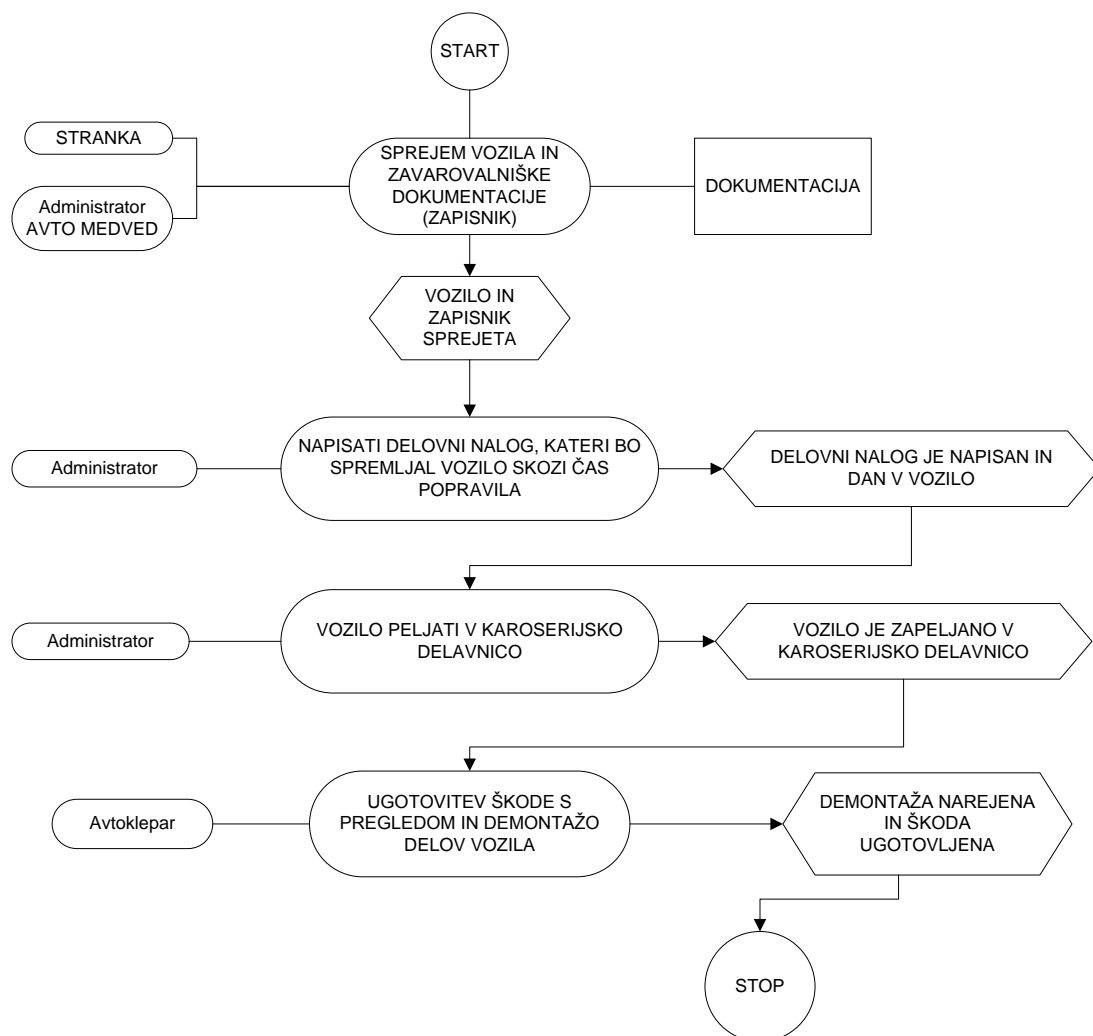 START
STRANKA
Administrator
AVTO MEDVED
SPREJEM VOZILA IN
ZAVAROVALNIŠKE
DOKUMENTACIJE
(ZAPISNIK)
DOKUMENTACIJA
VOZILO IN
ZAPISNIK
SPREJETA
Administrator
NAPISATI DELOVNI NALOG, KATERI BO
SPREMLJAL VOZILO SKOZI ČAS
POPRAVILA
DELOVNI NALOG JE NAPISAN IN
DAN V VOZILO
Administrator
VOZILO PELJATI V KAROSERIJSKO
DELAVNICO
VOZILO JE ZAPELJANO V
KAROSERIJSKO DELAVNICO
Avtoklepar
UGOTOVITEV ŠKODE S
PREGLEDOM IN DEMONTAŽO
DELOV VOZILA
DEMONTAŽA NAREJENA
IN ŠKODA
UGOTOVLJENA
STOP